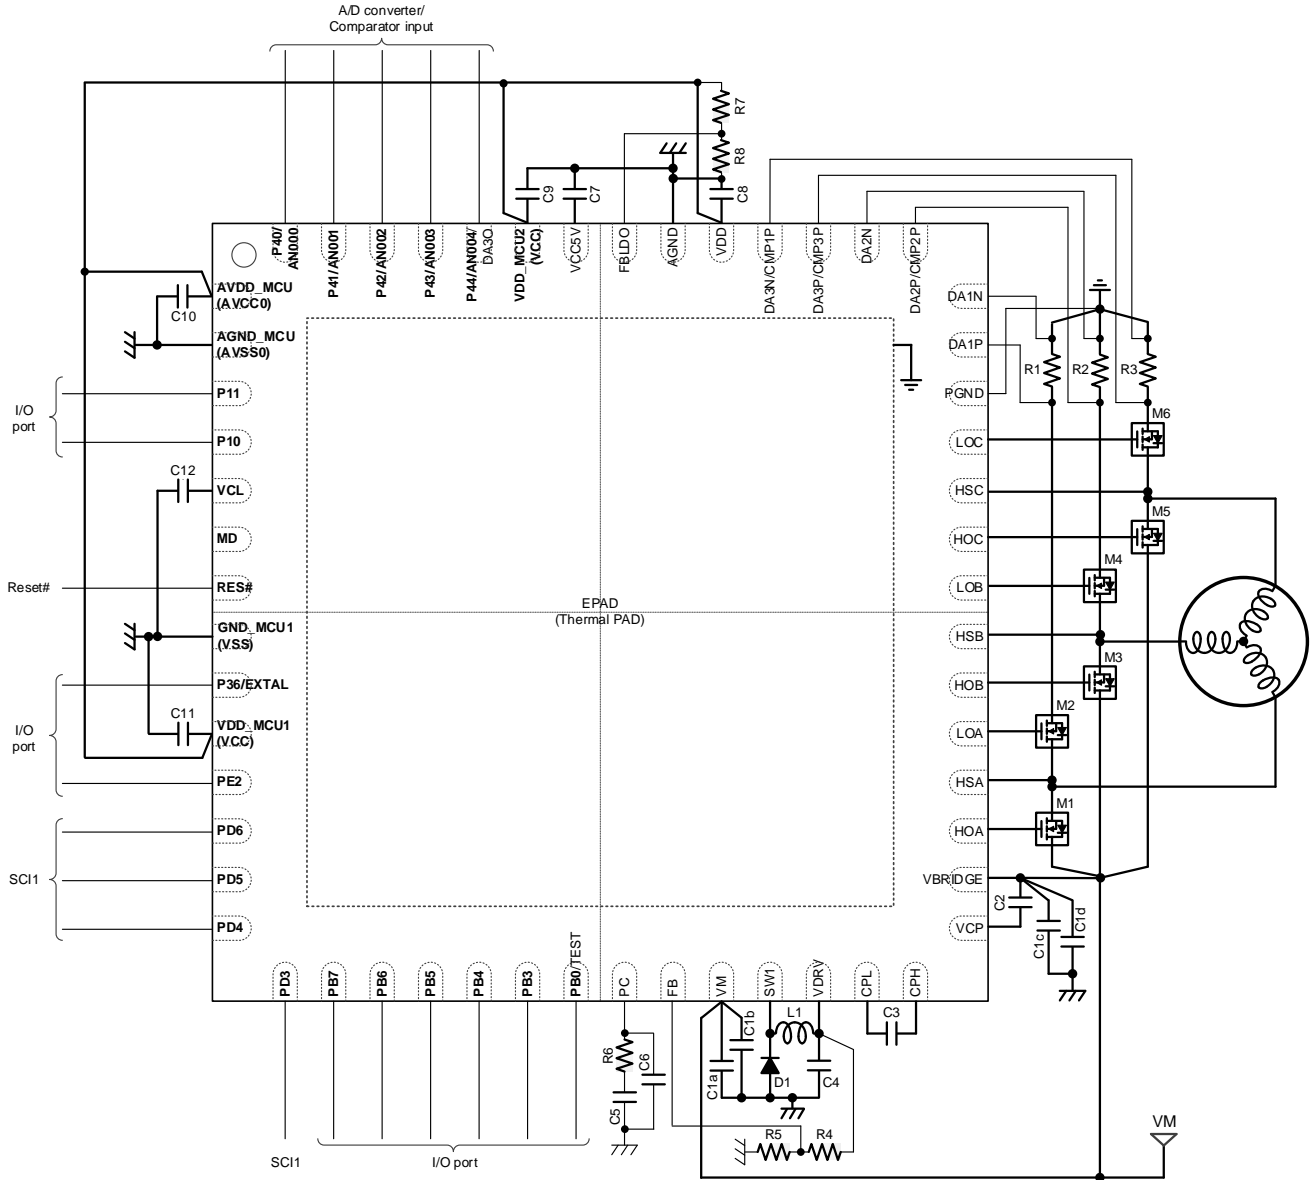 A/D converter/
Comparator input
R7
R8
C9
C7
C8
P40/
AN000
P41/AN001
P42/AN002
P43/AN003
P44/AN004/
DA3O
VDD_MCU2
(VCC)
VCC5V
FBLDO
AGND
VDD
DA3N/CMP1P
DA3P/CMP3P
DA2N
DA2P/CMP2P
AVDD_MCU
(AVCC0)
C10
AGND_MCU
(AVSS0)
I/O
port
P11
P10
C12
VCL
MD
Reset#
RES#
GND_MCU1
(VSS)
P36/EXTAL
I/O
port
C11
VDD_MCU1
(VCC)
PE2
PD6
SCI1
PD5
PD4
EPAD
(Thermal PAD)
DA1N
DA1P
PGND
LOC
HSC
HOC
LOB
HSB
HOB
LOA
HSA
HOA
VBRIDGE
VCP
R1
R2
R3
M6
M5
M4
M3
M2
M1
C2
C1c
C1d
PD3
PB7
PB6
PB5
PB4
PB3
PB0/TEST
PC
FB
VM
SW1
VDRV
CPL
CPH
R6
C6
C5
C1a
C1b
L1
D1
C4
C3
R5
R4
VM
SCI1
I/O port